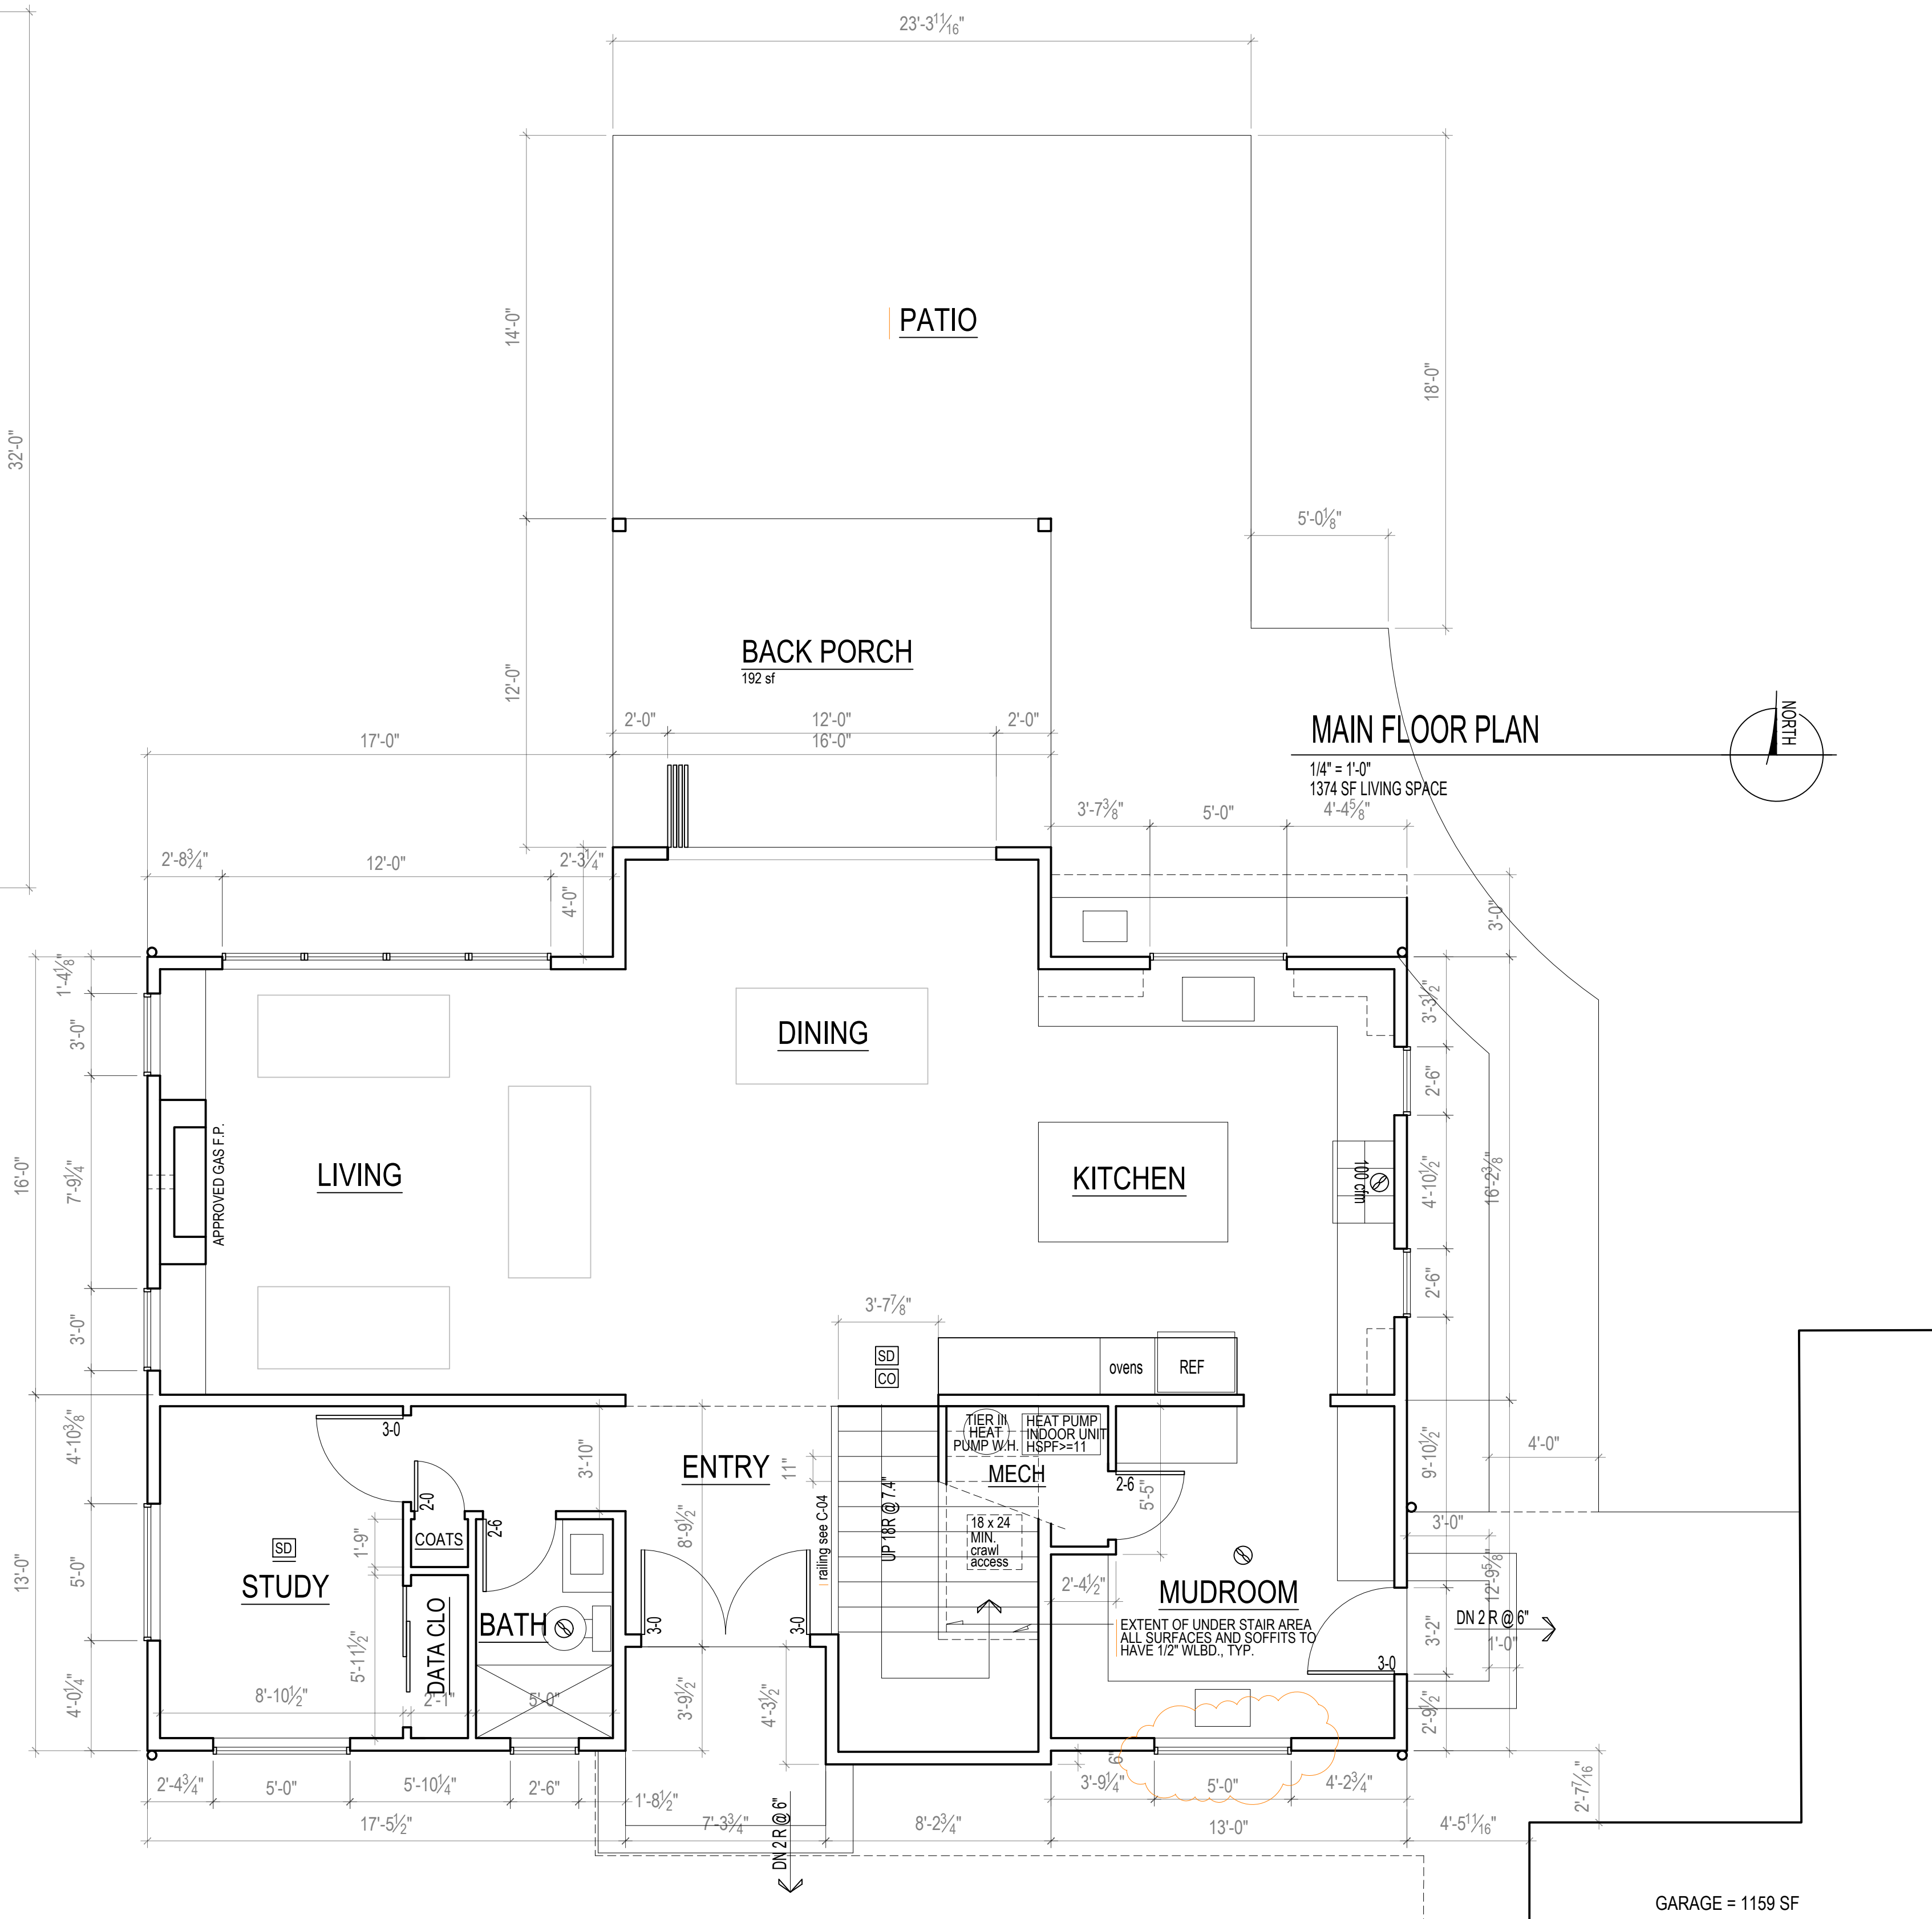 23'-3 11/16"
32'-0"
14'-0"
PATIO
18'-0"
5'-0 1/8"
BACK PORCH
192 sf
12'-0"
2'-0"
12'-0"
2'-0"
17'-0"
16'-0"
MAIN FLOOR PLAN
1/4" = 1'-0"
1374 SF LIVING SPACE
NORTH
3'-7 3/8"
5'-0"
4'-4 5/8"
2'-8 3/4"
12'-0"
2'-3 1/4"
4'-0"
3'-0"
1'-4 1/8"
3'-0"
7'-9 1/4"
3'-0"
16'-0"
DINING
LIVING
APPROVED GAS F.P.
KITCHEN
100 cfm
3'-3 1/2"
2'-6"
4'-10 1/2"
2'-6"
16'-2 3/8"
3'-7 7/8"
SD
CO
ovens
REF
4'-10 3/8"
5'-0"
4'-0 1/4"
13'-0"
3-0
2-0
2-6
COATS
1'-9"
SD
STUDY
5'-11 1/2"
DATA CLO
BATH
8'-10 1/2"
2'-1"
5'-0"
3'-10"
ENTRY
8'-9 1/2"
11"
railing see C-04
UP 18R @ 7.4"
3-0
3-0
3'-9 1/2"
4'-3 1/2"
TIER III
HEAT
PUMP W.H.
HEAT PUMP
INDOOR UNIT
HSPF>=11
MECH
18 x 24
MIN.
crawl
access
2-6
5'-5"
2'-4 1/2"
MUDROOM
EXTENT OF UNDER STAIR AREA
ALL SURFACES AND SOFFITS TO
HAVE 1/2" WLBD., TYP.
3-0
9'-10 1/2"
4'-0"
3'-0"
12'-9 5/8"
DN 2 R @ 6"
1'-0"
3'-2"
2'-9 1/2"
2'-4 3/4"
5'-0"
5'-10 1/4"
2'-6"
1'-8 1/2"
6"
3'-9 1/4"
5'-0"
4'-2 3/4"
2'-7 7/16"
17'-5 1/2"
7'-3 3/4"
8'-2 3/4"
13'-0"
4'-5 11/16"
DN 2 R @ 6"
GARAGE = 1159 SF